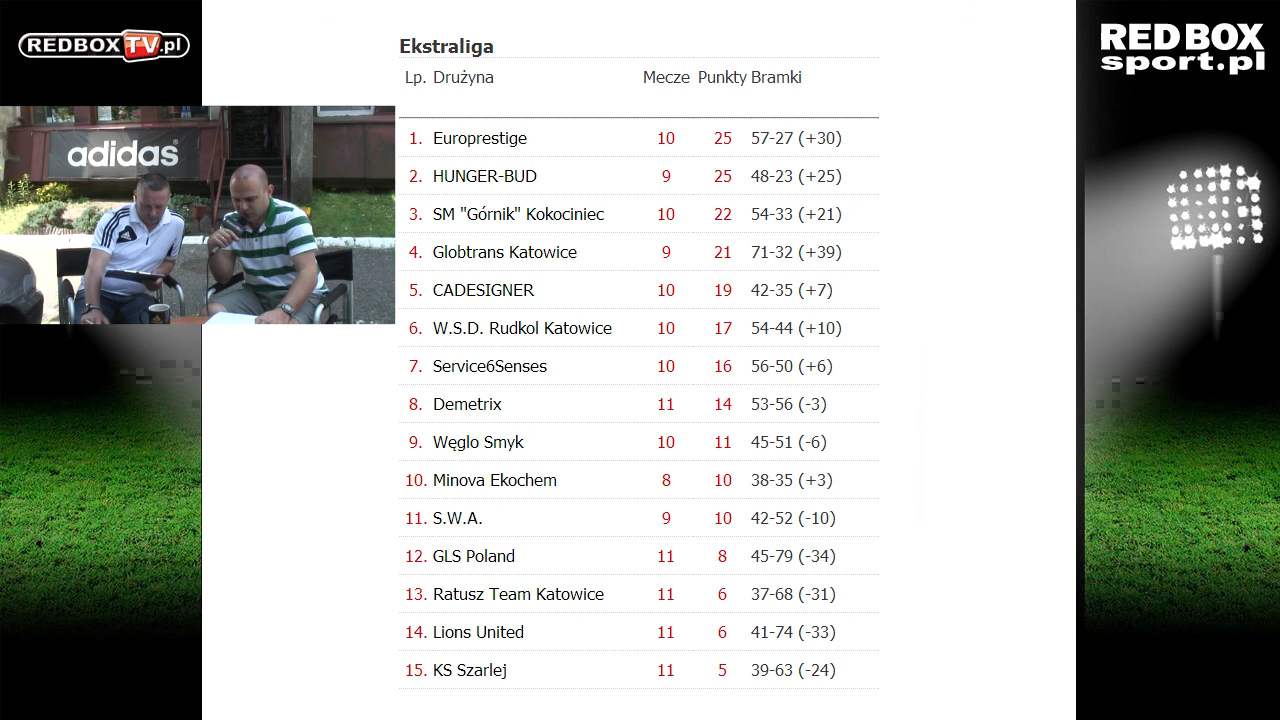 REDBOXTV.pl
RED BOX
sport.pl
adidas
Ekstraliga
Lp. Drużyna Mecze Punkty Bramki
1. Europrestige 10 25 57-27 (+30)
2. HUNGER-BUD 9 25 48-23 (+25)
3. SM "Górnik" Kokociniec 10 22 54-33 (+21)
4. Globtrans Katowice 9 21 71-32 (+39)
5. CADESIGNER 10 19 42-35 (+7)
6. W.S.D. Rudkol Katowice 10 17 54-44 (+10)
7. Service6Senses 10 16 56-50 (+6)
8. Demetrix 11 14 53-56 (-3)
9. Węglo Smyk 10 11 45-51 (-6)
10. Minova Ekochem 8 10 38-35 (+3)
11. S.W.A. 9 10 42-52 (-10)
12. GLS Poland 11 8 45-79 (-34)
13. Ratusz Team Katowice 11 6 37-68 (-31)
14. Lions United 11 6 41-74 (-33)
15. KS Szarlej 11 5 39-63 (-24)